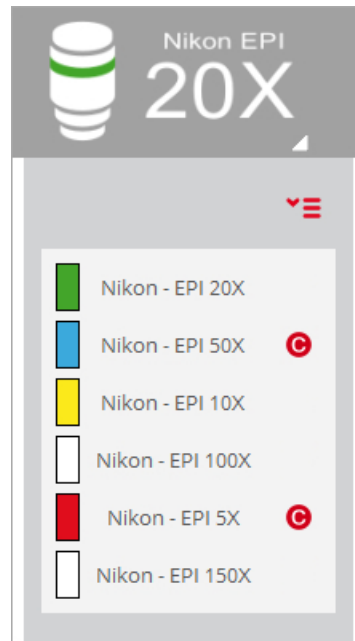 Nikon EPI
20X
Nikon - EPI 20X
Nikon - EPI 50X C
Nikon - EPI 10X
Nikon - EPI 100X
Nikon - EPI 5X C
Nikon - EPI 150X